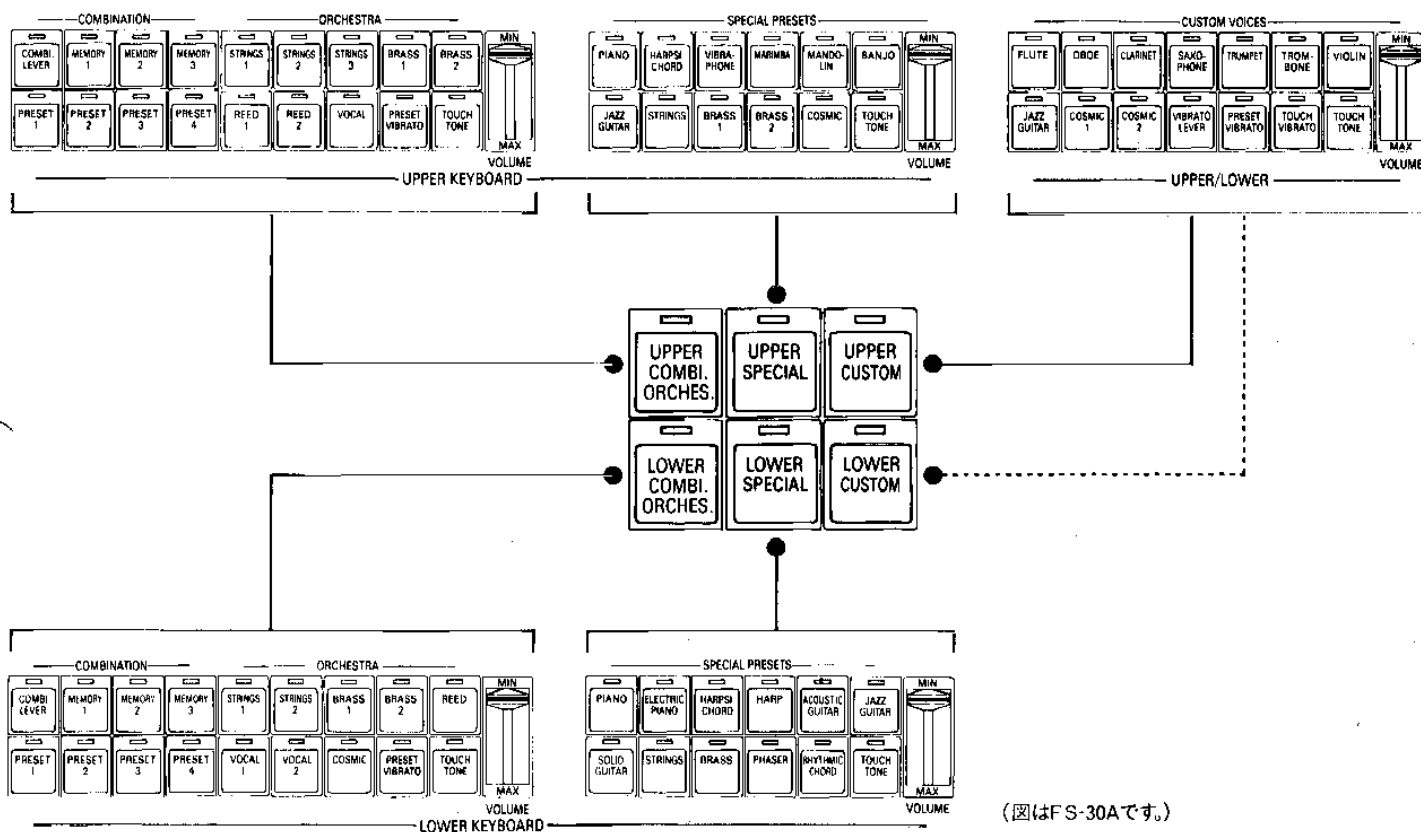 COMBINATION ORCHESTRA
COMBI. LEVER MEMORY 1 MEMORY 2 MEMORY 3 STRINGS 1 STRINGS 2 STRINGS 3 BRASS 1 BRASS 2 MIN
PRESET 1 PRESET 2 PRESET 3 PRESET 4 REED 1 REED 2 VOCAL PRESET VIBRATO TOUCH TONE MAX
VOLUME
SPECIAL PRESETS
PIANO HARPSI CHORD VIBRA- PHONE MARIMBA MANDO- LIN BANJO MIN
JAZZ GUITAR STRINGS BRASS 1 BRASS 2 COSMIC TOUCH TONE MAX
VOLUME
UPPER KEYBOARD
CUSTOM VOICES
FLUTE OBOE CLARINET SAXO- PHONE TRUMPET TROM- BONE VIOLIN MIN
JAZZ GUITAR COSMIC 1 COSMIC 2 VIBRATO LEVER PRESET VIBRATO TOUCH VIBRATO TOUCH TONE MAX
VOLUME
UPPER/LOWER
UPPER COMBI. ORCHES. UPPER SPECIAL UPPER CUSTOM
LOWER COMBI. ORCHES. LOWER SPECIAL LOWER CUSTOM
COMBINATION ORCHESTRA
COMBI LEVER MEMORY 1 MEMORY 2 MEMORY 3 STRINGS 1 STRINGS 2 BRASS 1 BRASS 2 REED MIN
PRESET 1 PRESET 2 PRESET 3 PRESET 4 VOCAL 1 VOCAL 2 COSMIC PRESET VIBRATO TOUCH TONE MAX
VOLUME
SPECIAL PRESETS
PIANO ELECTRIC PIANO HARPSI CHORD HARP ACOUSTIC GUITAR JAZZ GUITAR MIN
SOLID GUITAR STRINGS BRASS PHASER RHYTHMIC CHORD TOUCH TONE MAX
VOLUME
LOWER KEYBOARD
(図はFS-30Aです。)